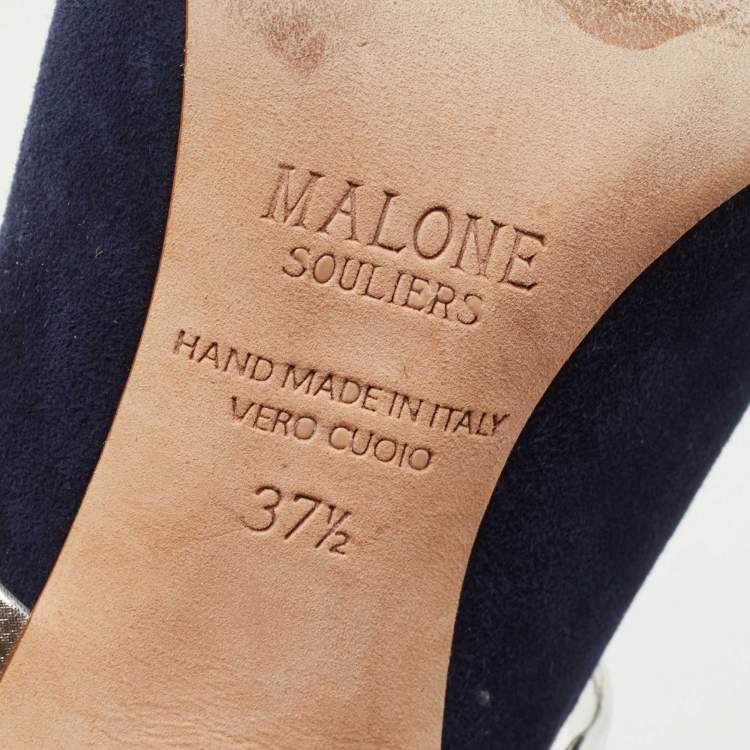 MALONE
SOULIERS
HAND MADE IN ITALY
VERO CUOIO
37½